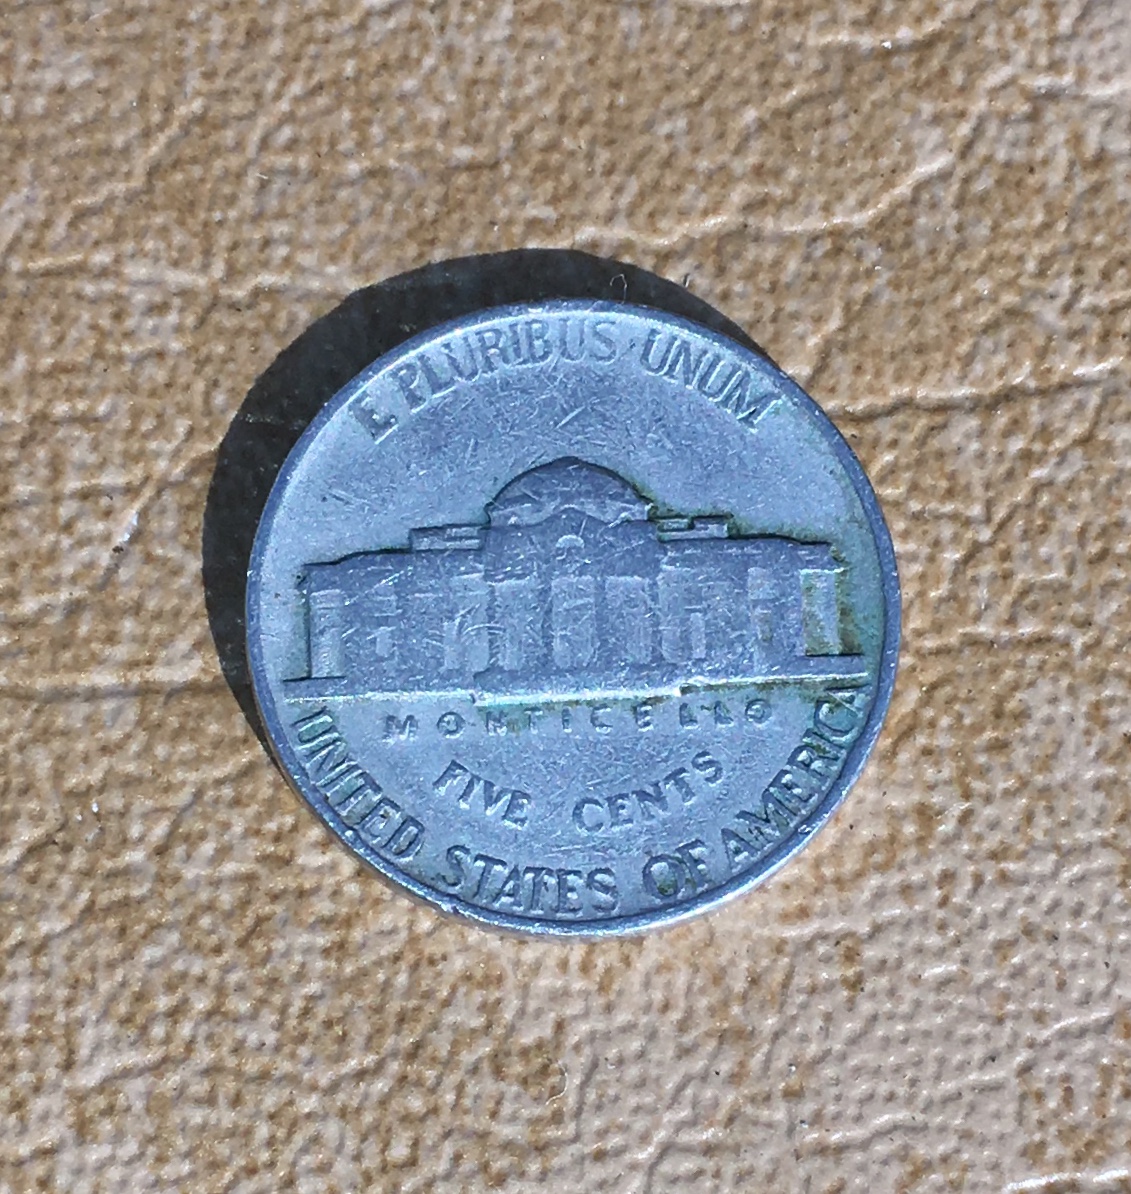 E PLURIBUS · UNUM
MONTICELLO
FIVE CENTS
UNITED STATES OF AMERICA